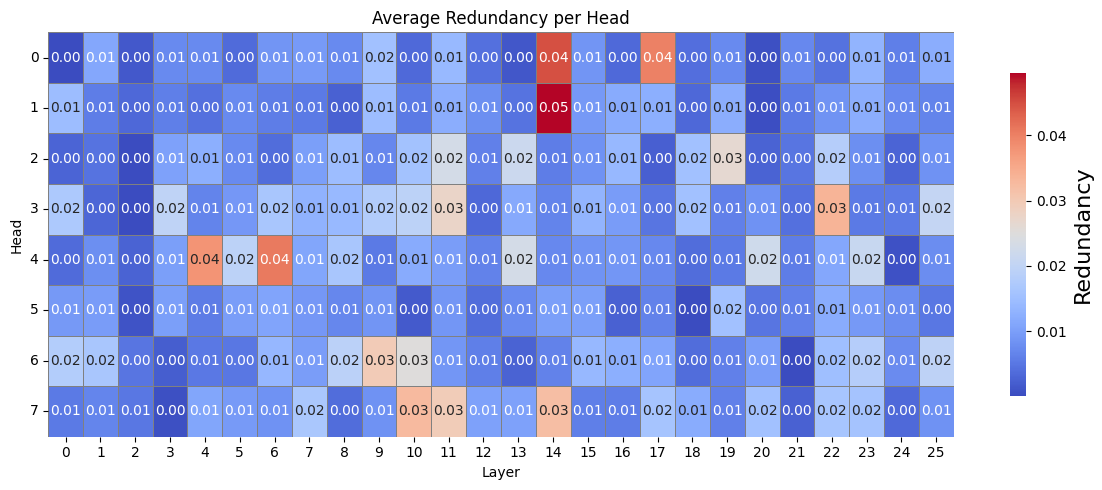 Average Redundancy per Head
0 0.00 0.01 0.00 0.01 0.01 0.00 0.01 0.01 0.01 0.02 0.00 0.01 0.00 0.00 0.04 0.01 0.00 0.04 0.00 0.01 0.00 0.01 0.00 0.01 0.01 0.01
1 0.01 0.01 0.00 0.01 0.00 0.01 0.01 0.01 0.00 0.01 0.01 0.01 0.01 0.00 0.05 0.01 0.01 0.01 0.00 0.01 0.00 0.01 0.01 0.01 0.01 0.01
2 0.00 0.00 0.00 0.01 0.01 0.01 0.00 0.01 0.01 0.01 0.02 0.02 0.01 0.02 0.01 0.01 0.01 0.00 0.02 0.03 0.00 0.00 0.02 0.01 0.00 0.01
3 0.02 0.00 0.00 0.02 0.01 0.01 0.02 0.01 0.01 0.02 0.02 0.03 0.00 0.01 0.01 0.01 0.01 0.00 0.02 0.01 0.01 0.00 0.03 0.01 0.01 0.02
4 0.00 0.01 0.00 0.01 0.04 0.02 0.04 0.01 0.02 0.01 0.01 0.01 0.01 0.02 0.01 0.01 0.01 0.01 0.00 0.01 0.02 0.01 0.01 0.02 0.00 0.01
5 0.01 0.01 0.00 0.01 0.01 0.01 0.01 0.01 0.01 0.01 0.00 0.01 0.00 0.01 0.01 0.01 0.00 0.01 0.00 0.02 0.00 0.01 0.01 0.01 0.01 0.00
6 0.02 0.02 0.00 0.00 0.01 0.00 0.01 0.01 0.02 0.03 0.03 0.01 0.01 0.00 0.01 0.01 0.01 0.01 0.00 0.01 0.01 0.00 0.02 0.02 0.01 0.02
7 0.01 0.01 0.01 0.00 0.01 0.01 0.01 0.02 0.00 0.01 0.03 0.03 0.01 0.01 0.03 0.01 0.01 0.02 0.01 0.01 0.02 0.00 0.02 0.02 0.00 0.01
Head
0 1 2 3 4 5 6 7 8 9 10 11 12 13 14 15 16 17 18 19 20 21 22 23 24 25
Layer
0.04
0.03
0.02
0.01
Redundancy